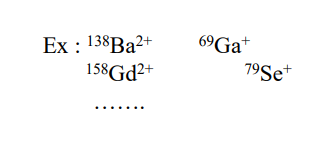 Ex : ¹³⁸Ba²⁺ ⁶⁹Ga⁺
¹⁵⁸Gd²⁺ ⁷⁹Se⁺
…….